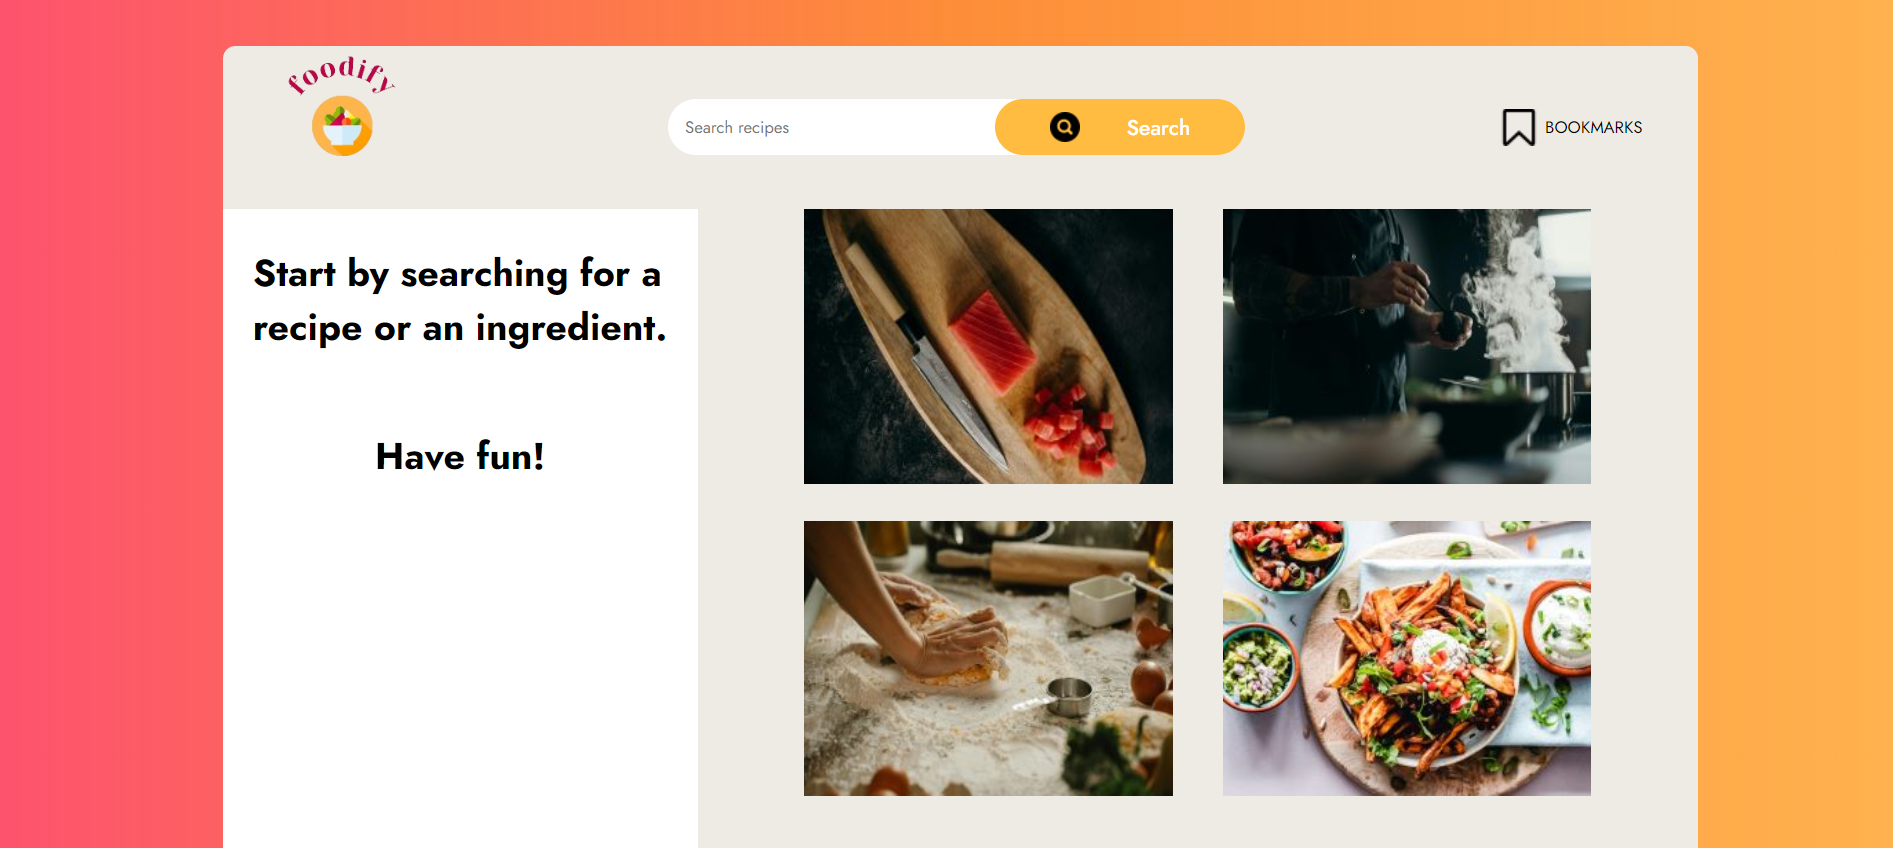 foodify
Search recipes
Search
BOOKMARKS
Start by searching for a
recipe or an ingredient.
Have fun!